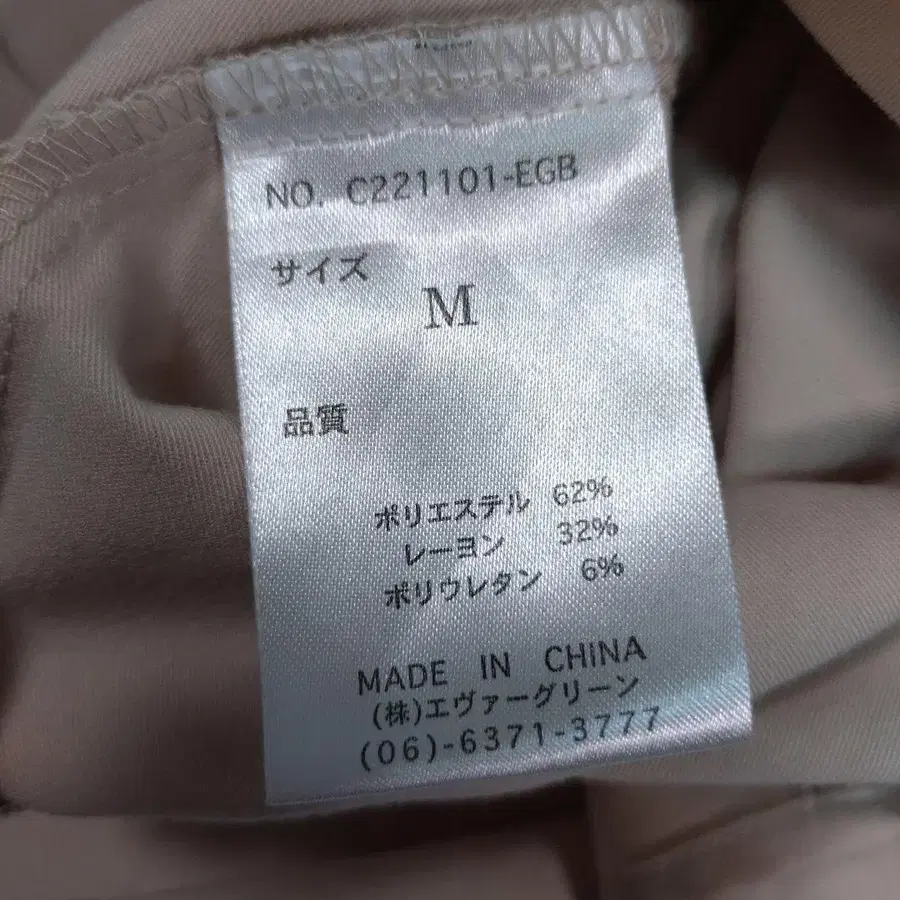 NO. C221101-EGB
サイズ
M
品質
ポリエステル 62%
レーヨン 32%
ポリウレタン 6%
MADE IN CHINA
(株)エヴァーグリーン
(06)-6371-3777